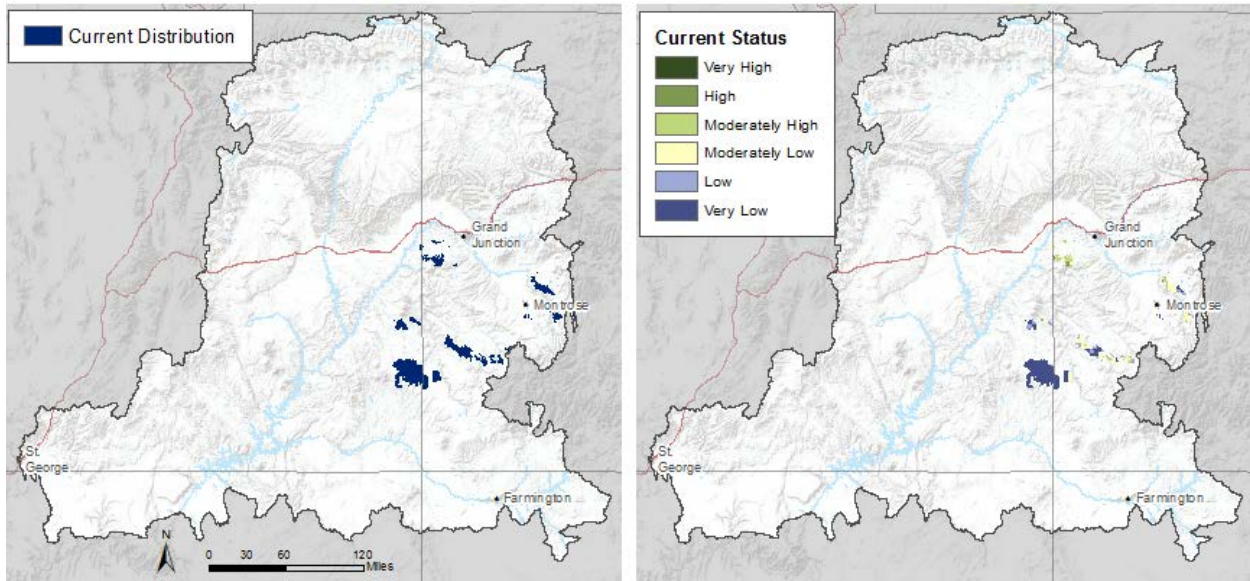 Current Distribution
Grand
Junction
Montrose
St.
George
Farmington
N
0 30 60 120
Miles
Current Status
Very High
High
Moderately High
Moderately Low
Low
Very Low
Grand
Junction
Montrose
St.
George
Farmington